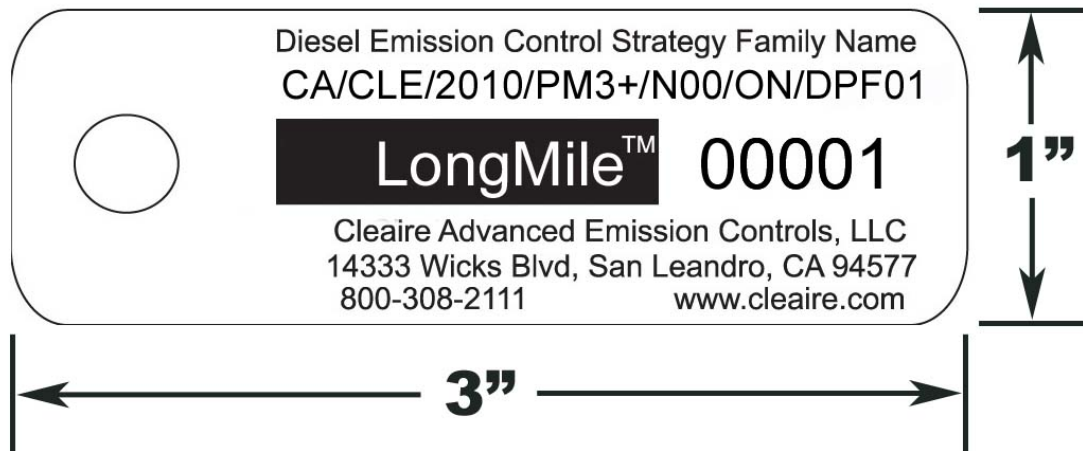 Diesel Emission Control Strategy Family Name
CA/CLE/2010/PM3+/N00/ON/DPF01
LongMile™ 00001
Cleaire Advanced Emission Controls, LLC
14333 Wicks Blvd, San Leandro, CA 94577
800-308-2111 www.cleaire.com
1”
3”